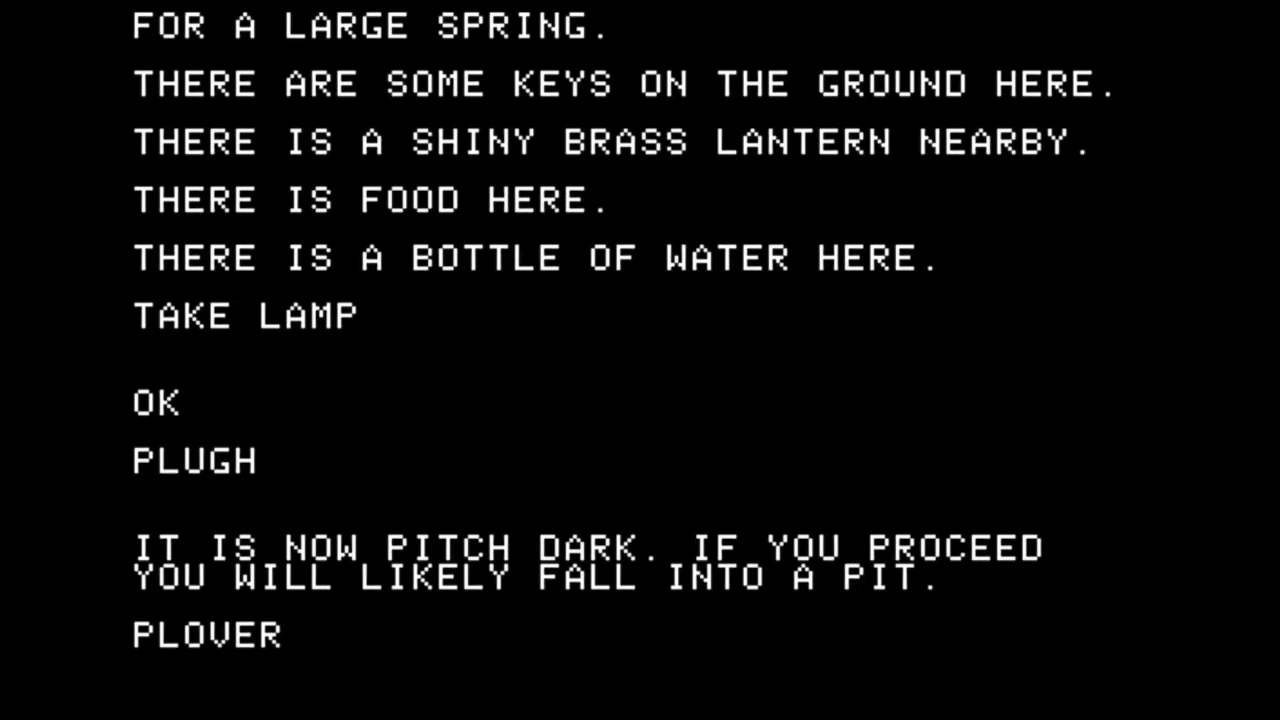 FOR A LARGE SPRING.
THERE ARE SOME KEYS ON THE GROUND HERE.
THERE IS A SHINY BRASS LANTERN NEARBY.
THERE IS FOOD HERE.
THERE IS A BOTTLE OF WATER HERE.
TAKE LAMP
OK
PLUGH
IT IS NOW PITCH DARK. IF YOU PROCEED
YOU WILL LIKELY FALL INTO A PIT.
PLOVER